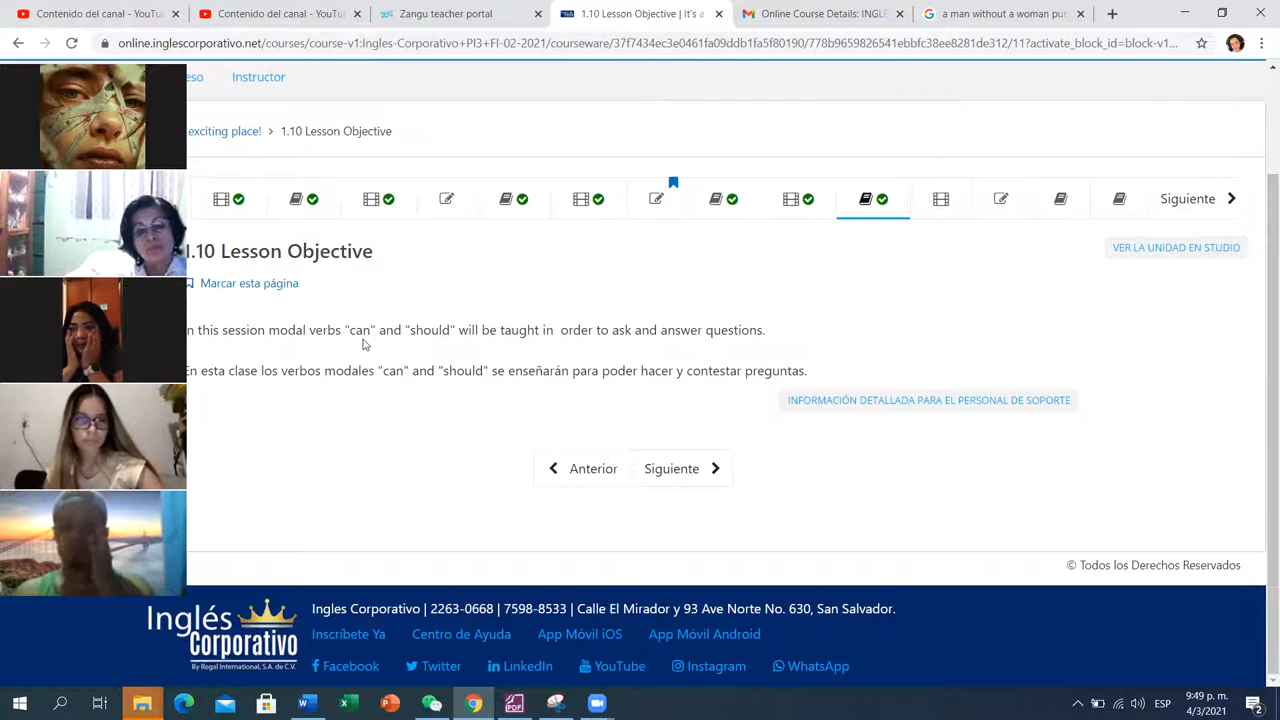 Contenido del curso - YouT
Contenido del curso - YouT
Zangu teacher portal
1.10 Lesson Objective | It's a
Online Course Details: INGLE
a man without a woman pu
online.inglescorporativo.net/courses/course-v1:Ingles-Corporativo+PI3+FI-02-2021/courseware/37f7434ec3e0461fa09ddb1fa5f80190/778b9659826541ebbfc38ee8281de312/11?activate_block_id=block-v1...
eso Instructor
exciting place! > 1.10 Lesson Objective
Siguiente
1.10 Lesson Objective
VER LA UNIDAD EN STUDIO
Marcar esta página
n this session modal verbs "can" and "should" will be taught in order to ask and answer questions.
En esta clase los verbos modales "can" and "should" se enseñarán para poder hacer y contestar preguntas.
INFORMACIÓN DETALLADA PARA EL PERSONAL DE SOPORTE
Anterior Siguiente
© Todos los Derechos Reservados
Inglés Corporativo
By Regal International, S.A. de C.V.
Ingles Corporativo | 2263-0668 | 7598-8533 | Calle El Mirador y 93 Ave Norte No. 630, San Salvador.
Inscríbete Ya Centro de Ayuda App Móvil iOS App Móvil Android
Facebook Twitter LinkedIn YouTube Instagram WhatsApp
ESP
9:49 p. m.
4/3/2021
2